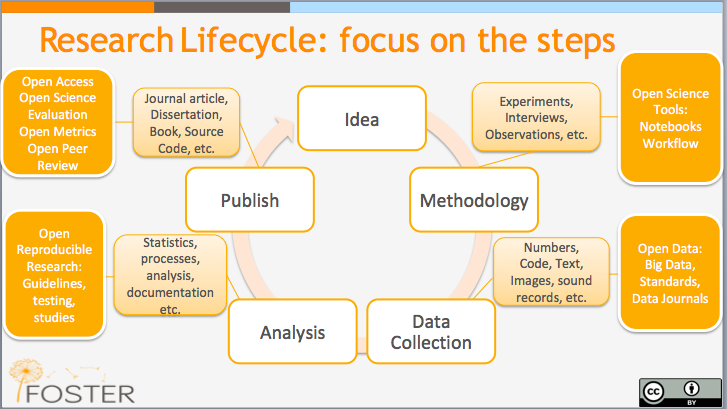 Research Lifecycle: focus on the steps
Open Access
Open Science
Evaluation
Open Metrics
Open Peer
Review
Journal article,
Dissertation,
Book, Source
Code, etc.
Idea
Experiments,
Interviews,
Observations, etc.
Open Science
Tools:
Notebooks
Workflow
Publish
Methodology
Open
Reproducible
Research:
Guidelines,
testing,
studies
Statistics,
processes,
analysis,
documentation
etc.
Numbers,
Code, Text,
Images, sound
records, etc.
Open Data:
Big Data,
Standards,
Data Journals
Analysis
Data
Collection
FOSTER
cc
BY